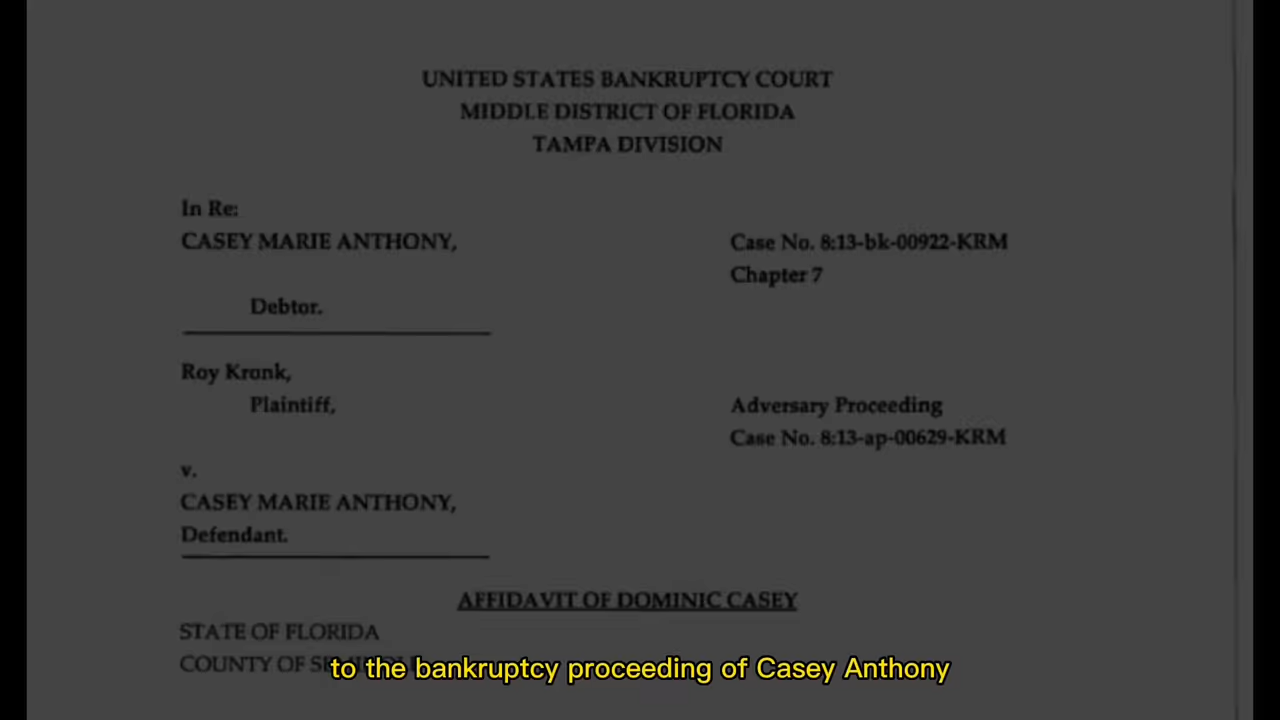 UNITED STATES BANKRUPTCY COURT
MIDDLE DISTRICT OF FLORIDA
TAMPA DIVISION
In Re:
CASEY MARIE ANTHONY,
Case No. 8:13-bk-00922-KRM
Chapter 7
Debtor.
Roy Kronk,
Plaintiff,
Adversary Proceeding
Case No. 8:13-ap-00629-KRM
v.
CASEY MARIE ANTHONY,
Defendant.
AFFIDAVIT OF DOMINIC CASEY
STATE OF FLORIDA
COUNTY OF
to the bankruptcy proceeding of Casey Anthony